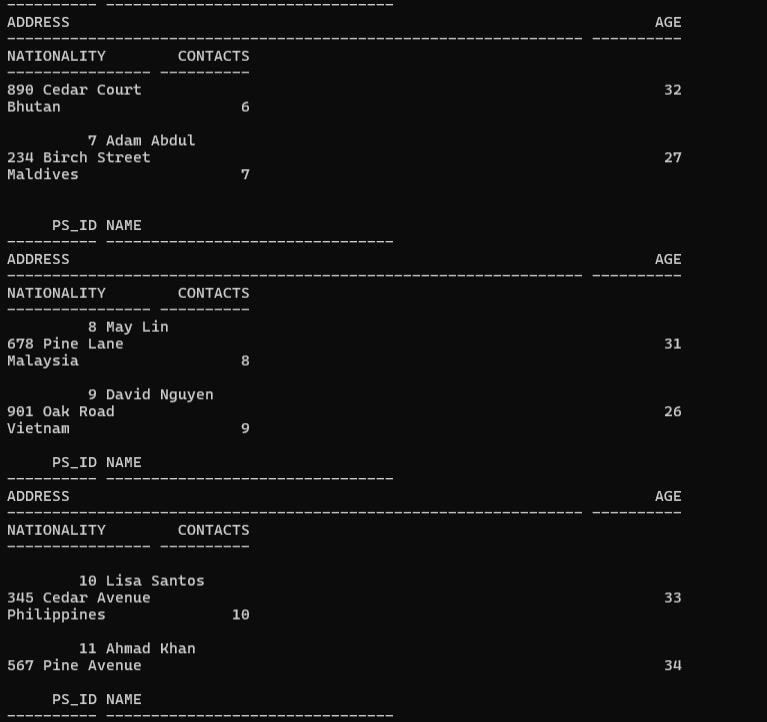 ---------- --------------------------------
ADDRESS                                                                 AGE
---------------------------------------------------------------- ----------
NATIONALITY        CONTACTS
---------------- ----------
890 Cedar Court                                                          32
Bhutan                    6

         7 Adam Abdul
234 Birch Street                                                         27
Maldives                  7


     PS_ID NAME
---------- --------------------------------
ADDRESS                                                                 AGE
---------------------------------------------------------------- ----------
NATIONALITY        CONTACTS
---------------- ----------
         8 May Lin
678 Pine Lane                                                            31
Malaysia                  8

         9 David Nguyen
901 Oak Road                                                             26
Vietnam                   9

     PS_ID NAME
---------- --------------------------------
ADDRESS                                                                 AGE
---------------------------------------------------------------- ----------
NATIONALITY        CONTACTS
---------------- ----------

        10 Lisa Santos
345 Cedar Avenue                                                         33
Philippines              10

        11 Ahmad Khan
567 Pine Avenue                                                          34

     PS_ID NAME
---------- --------------------------------